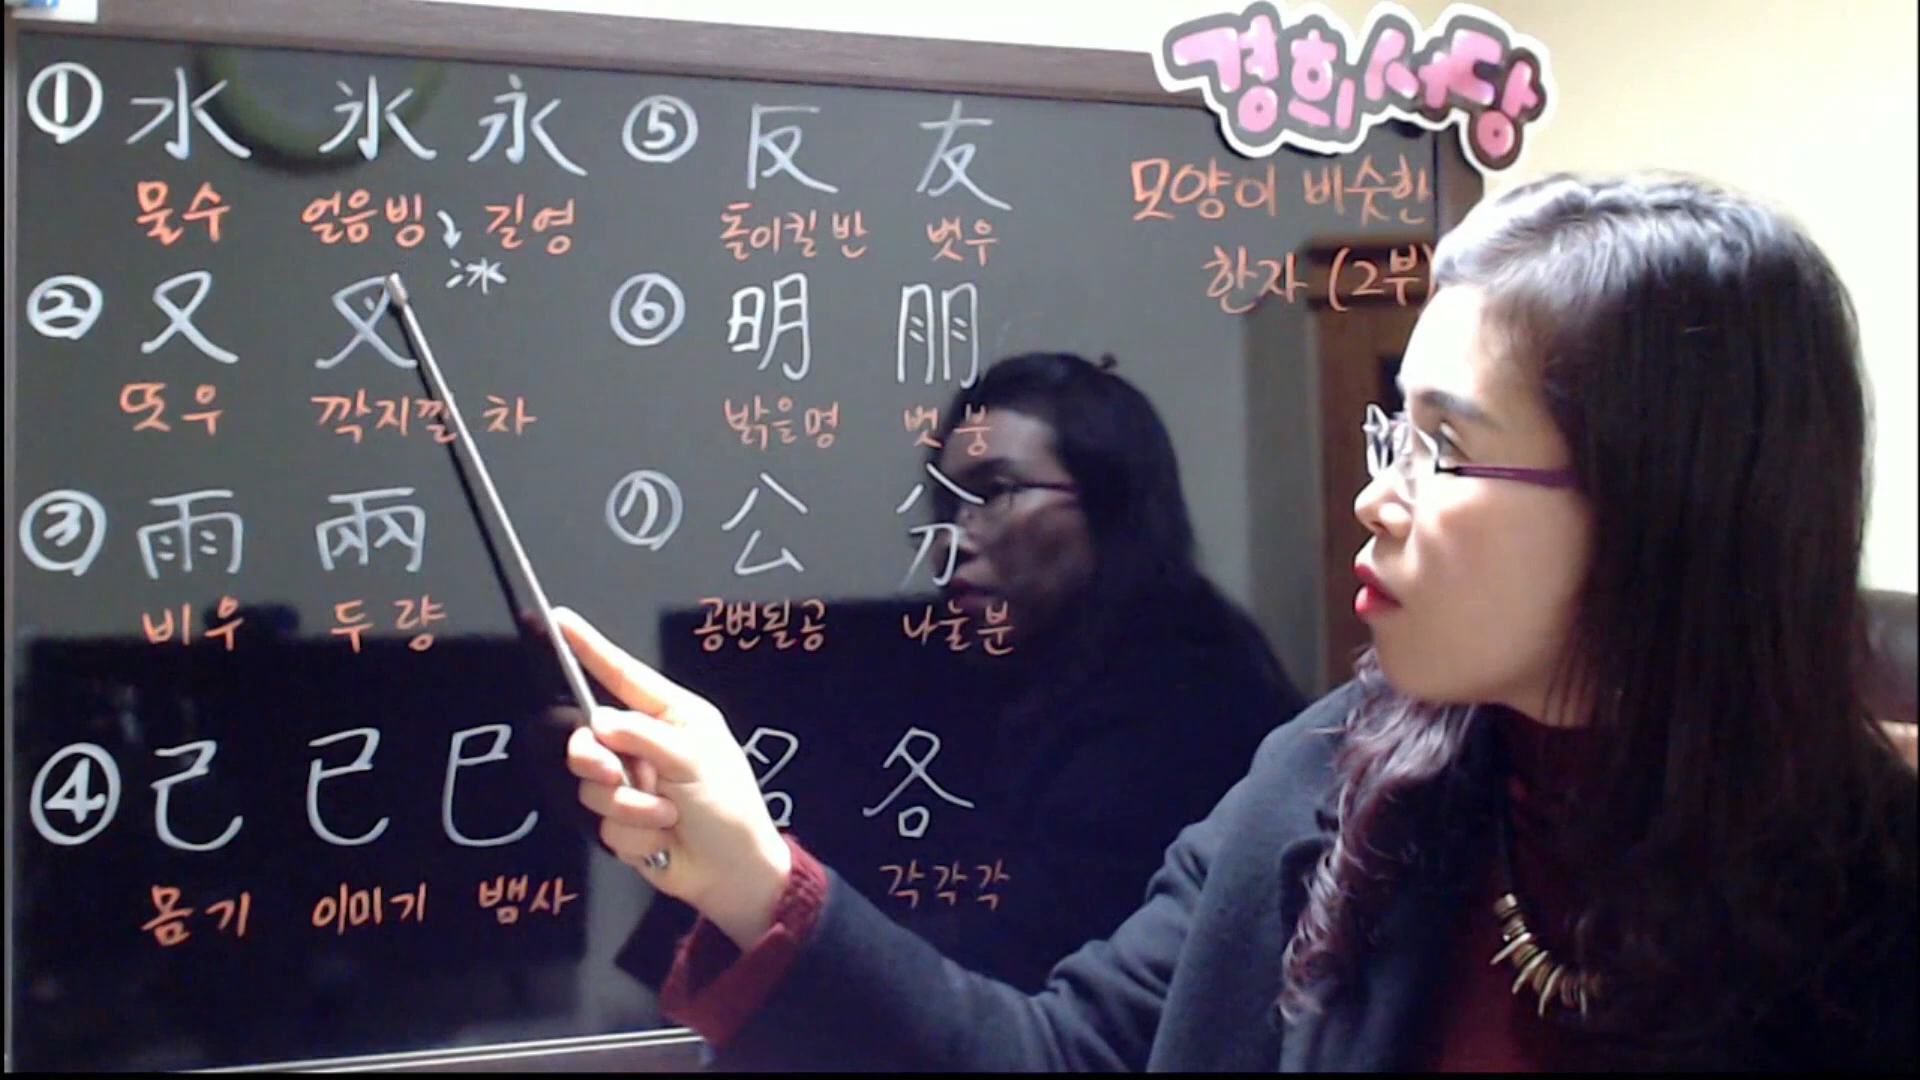 경희사당
모양이 비슷한
한자 (2부)
① 水 氷 永
물수 얼음빙 길영
冰
② 又 叉
또우 깍지낄 차
③ 雨 兩
비우 두량
④ 己 已 巳
몸기 이미기 뱀사
⑤ 反 友
돌이킬반 벗우
⑥ 明 朋
밝을명 벗붕
⑦ 公 分
공변될공 나눌분
名 各
각각각